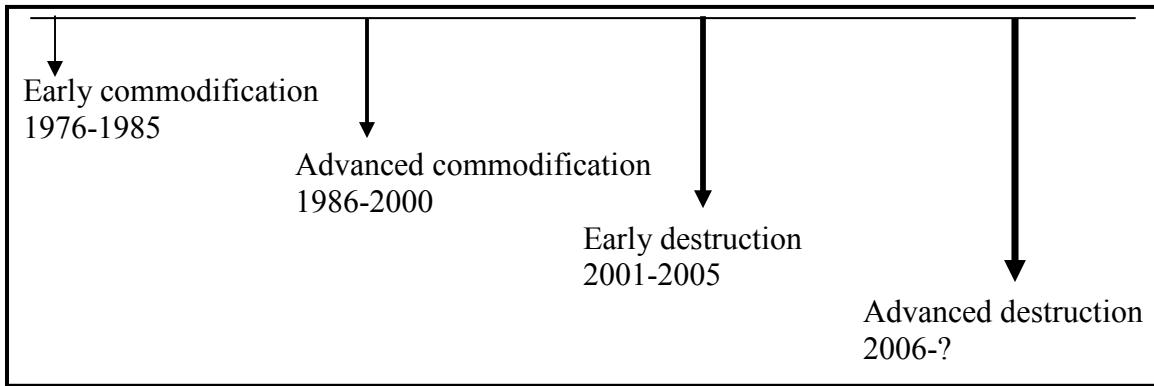 Early commodification
1976-1985
Advanced commodification
1986-2000
Early destruction
2001-2005
Advanced destruction
2006-?